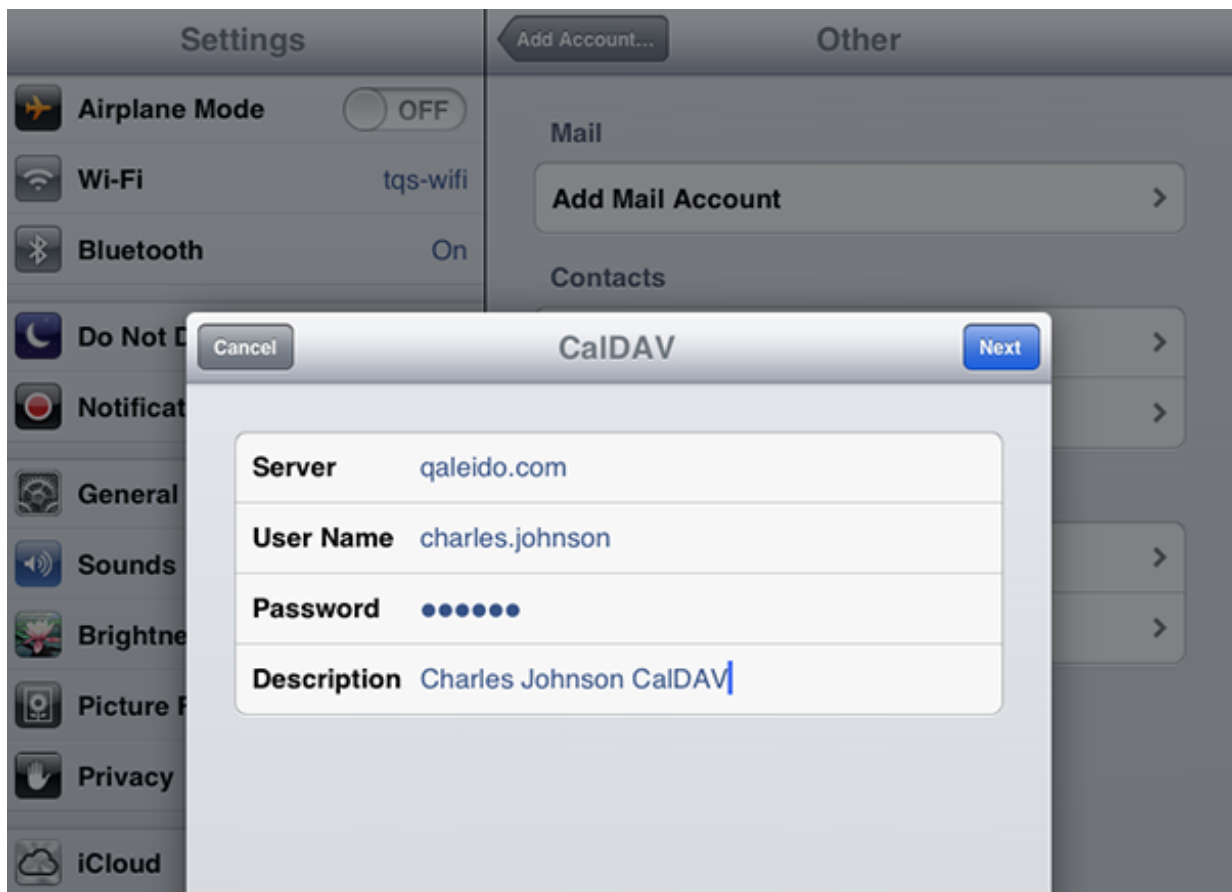 Settings
Airplane Mode OFF
Wi-Fi tqs-wifi
Bluetooth On
Do Not D
Notificat
General
Sounds
Brightne
Picture F
Privacy
iCloud
Add Account... Other
Mail
Add Mail Account
Contacts
Cancel CalDAV Next
Server qaleido.com
User Name charles.johnson
Password ●●●●●●
Description Charles Johnson CalDAV